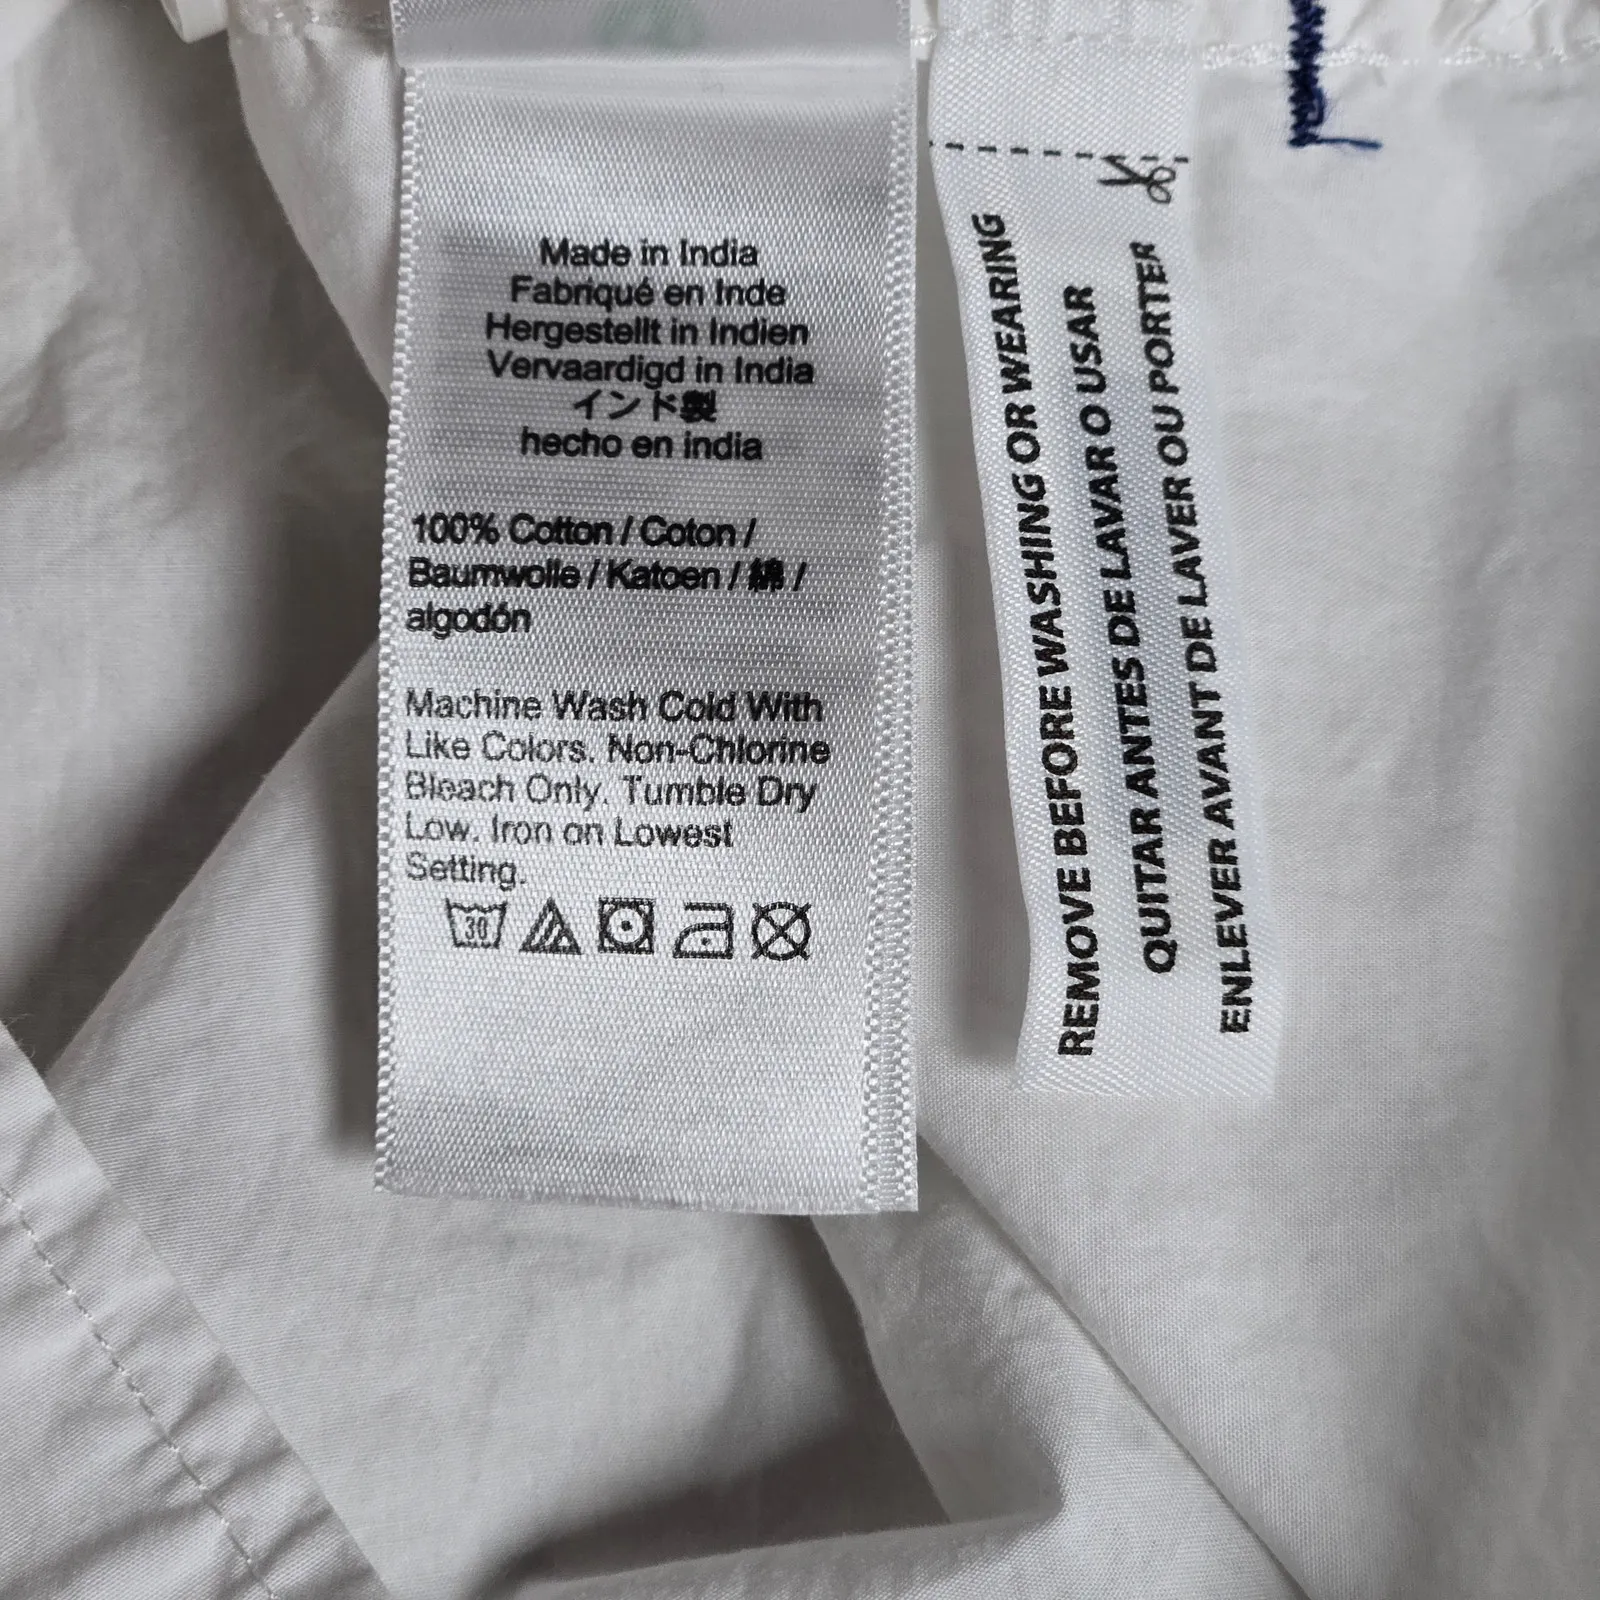 Made in India
Fabriqué en Inde
Hergestellt in Indien
Vervaardigd in India
インド製
hecho en india
100% Cotton / Coton /
Baumwolle / Katoen / 綿 /
algodón
Machine Wash Cold With
Like Colors. Non-Chlorine
Bleach Only. Tumble Dry
Low. Iron on Lowest
Setting.
30
REMOVE BEFORE WASHING OR WEARING
QUITAR ANTES DE LAVAR O USAR
ENLEVER AVANT DE LAVER OU PORTER